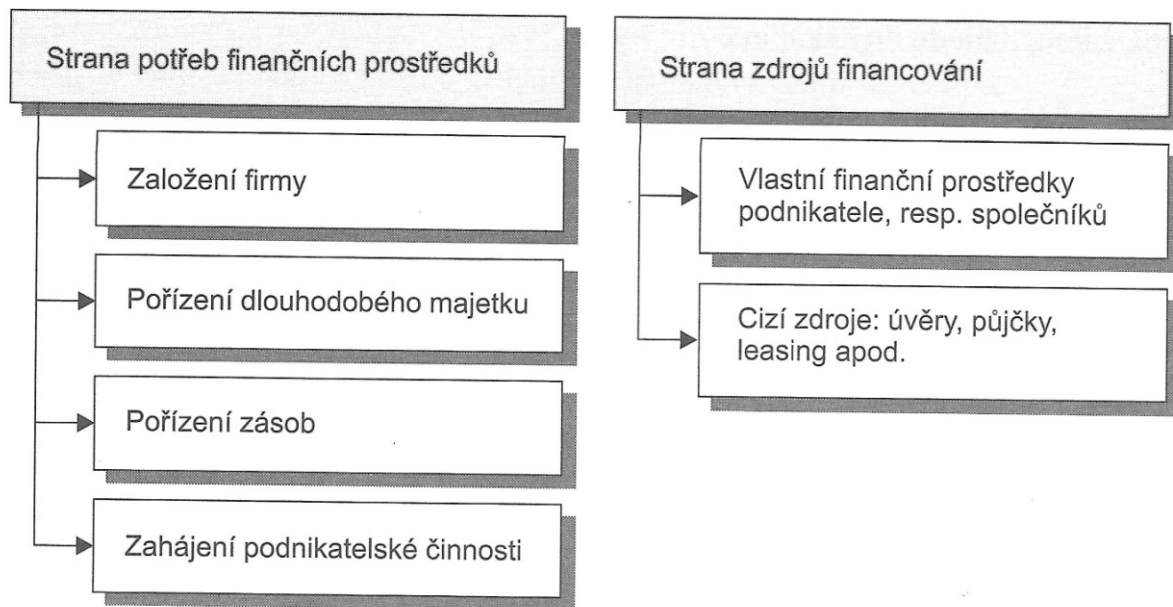 Strana potřeb finančních prostředků
Založení firmy
Pořízení dlouhodobého majetku
Pořízení zásob
Zahájení podnikatelské činnosti
Strana zdrojů financování
Vlastní finanční prostředky
podnikatele, resp. společníků
Cizí zdroje: úvěry, půjčky,
leasing apod.